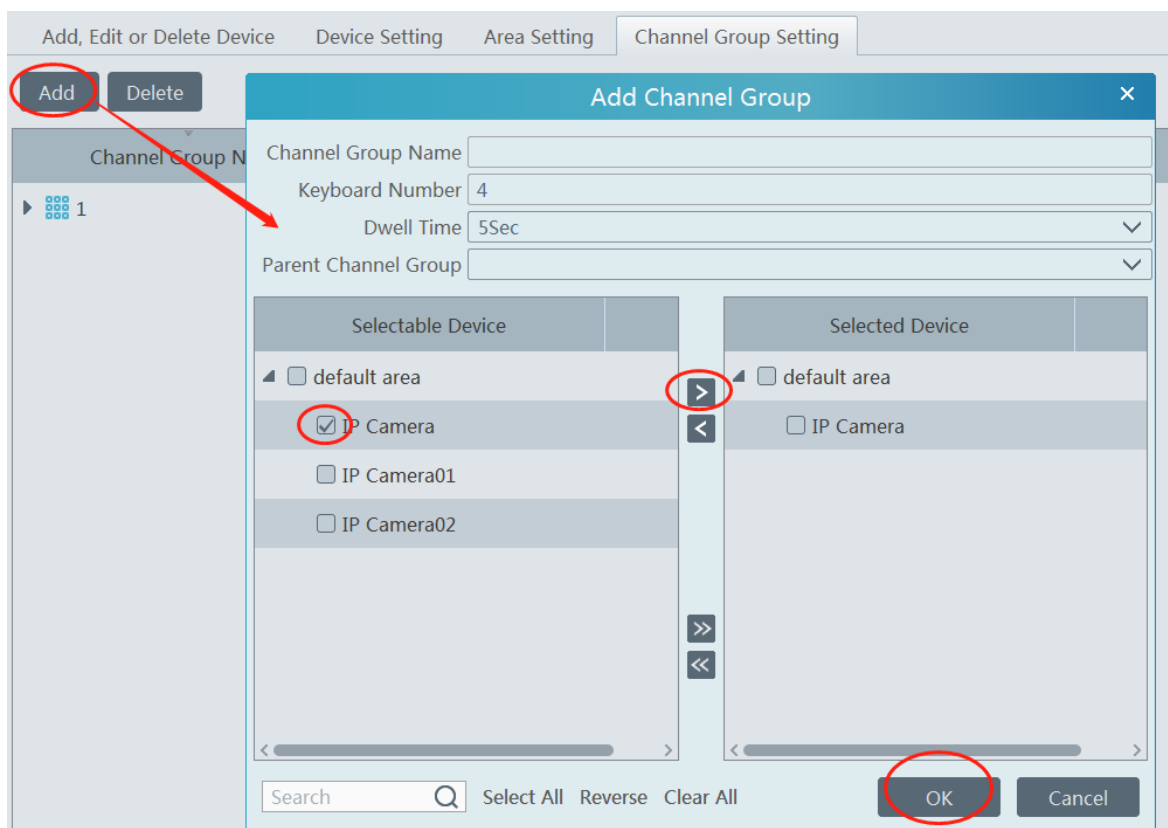 Add, Edit or Delete Device Device Setting Area Setting Channel Group Setting
Add Delete
Add Channel Group
Channel Group N
1
Channel Group Name
Keyboard Number 4
Dwell Time 5Sec
Parent Channel Group
Selectable Device
default area
IP Camera
IP Camera01
IP Camera02
Selected Device
default area
IP Camera
Search Select All Reverse Clear All
OK Cancel